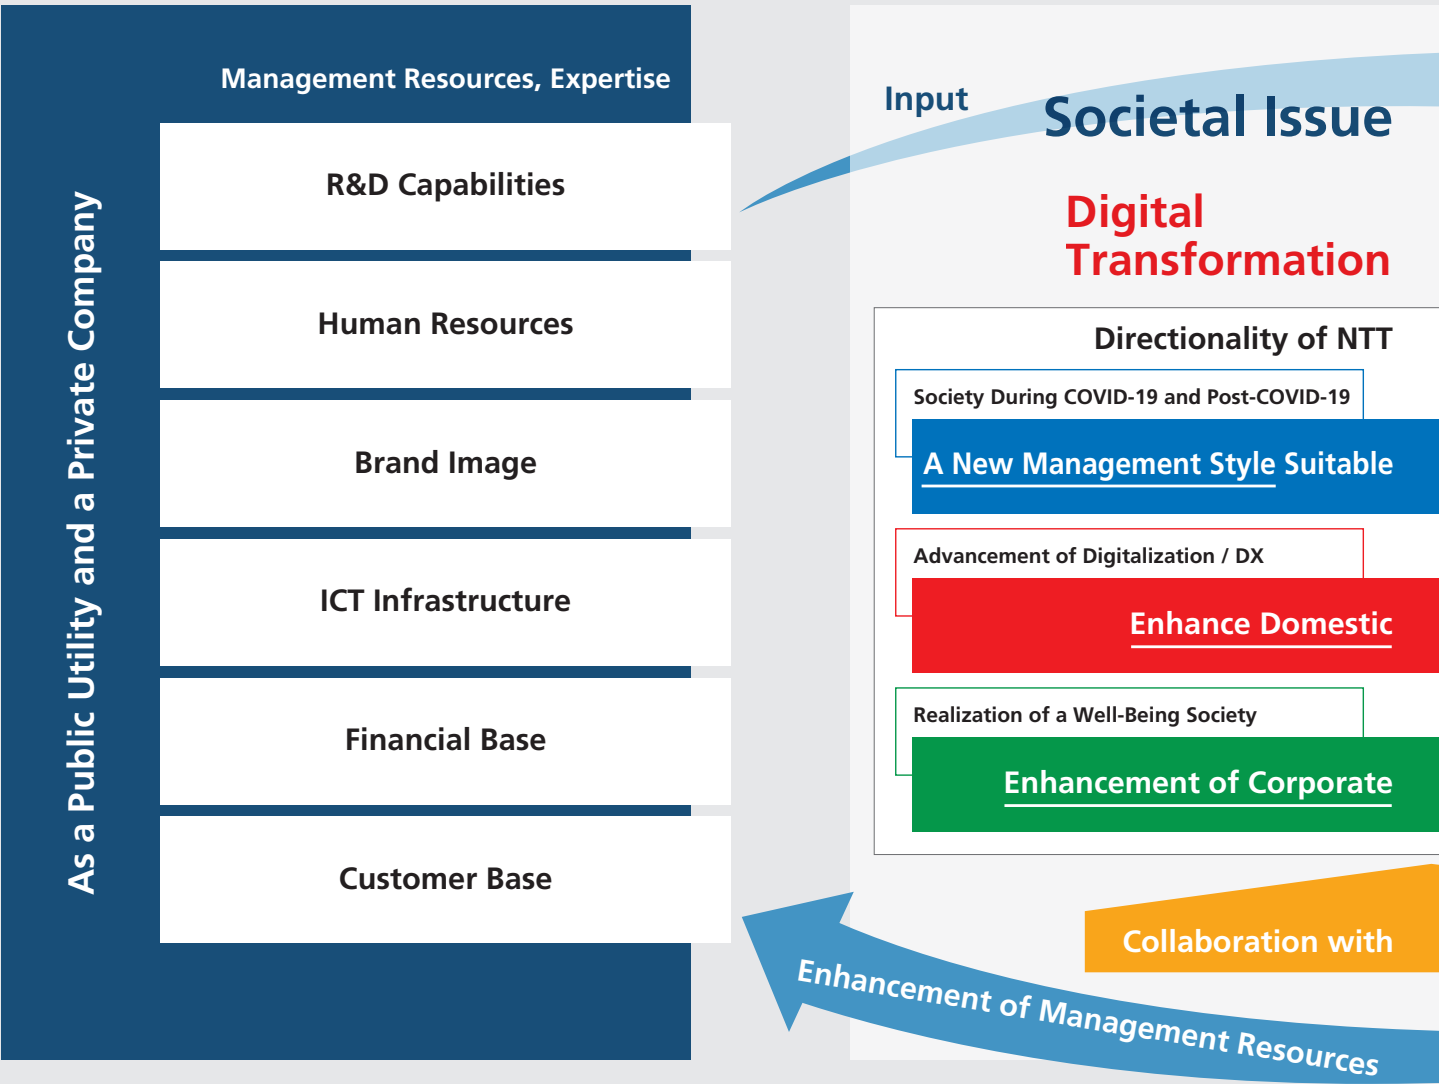 As a Public Utility and a Private Company
Management Resources, Expertise
R&D Capabilities
Human Resources
Brand Image
ICT Infrastructure
Financial Base
Customer Base
Input
Societal Issue
Digital
Transformation
Directionality of NTT
Society During COVID-19 and Post-COVID-19
A New Management Style Suitable
Advancement of Digitalization / DX
Enhance Domestic
Realization of a Well-Being Society
Enhancement of Corporate
Collaboration with
Enhancement of Management Resources